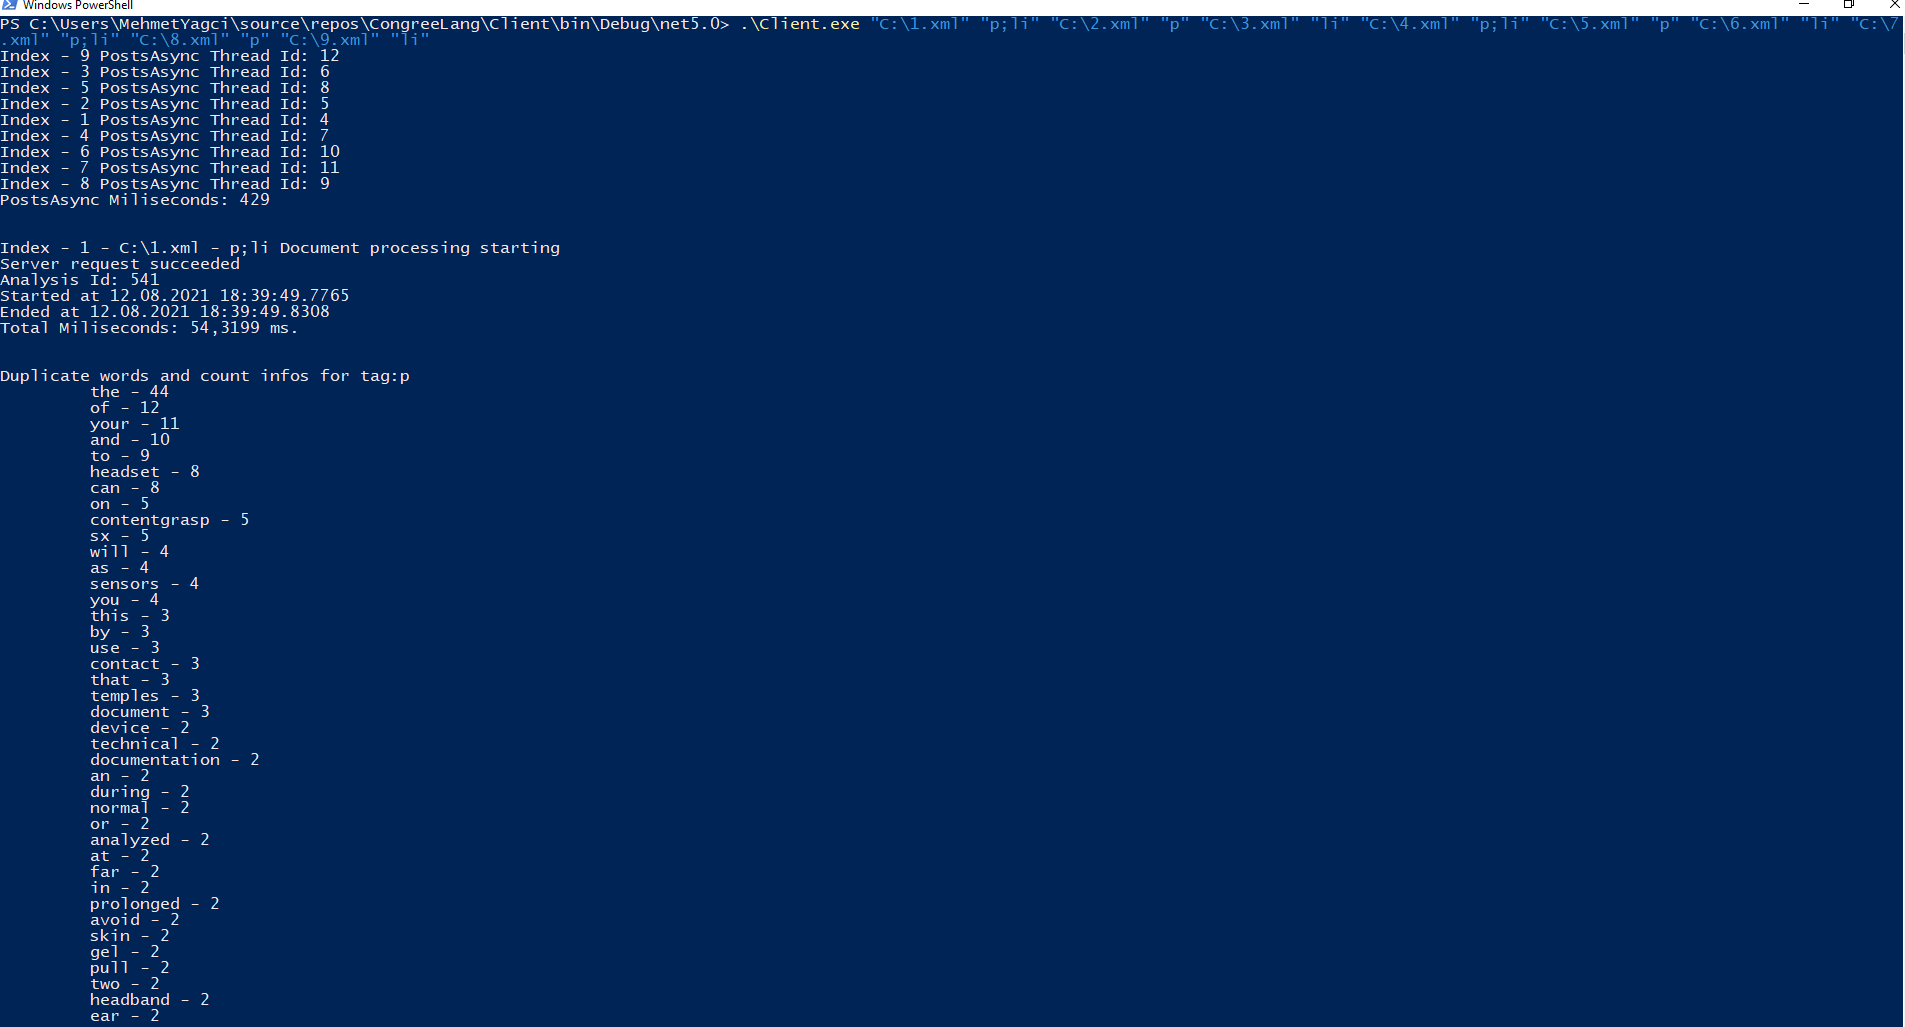 Windows PowerShell
PS C:\Users\MehmetYagci\source\repos\CongreeLang\Client\bin\Debug\net5.0> .\Client.exe "C:\1.xml" "p;li" "C:\2.xml" "p" "C:\3.xml" "li" "C:\4.xml" "p;li" "C:\5.xml" "p" "C:\6.xml" "li" "C:\7
.xml" "p;li" "C:\8.xml" "p" "C:\9.xml" "li"
Index - 9 PostsAsync Thread Id: 12
Index - 3 PostsAsync Thread Id: 6
Index - 5 PostsAsync Thread Id: 8
Index - 2 PostsAsync Thread Id: 5
Index - 1 PostsAsync Thread Id: 4
Index - 4 PostsAsync Thread Id: 7
Index - 6 PostsAsync Thread Id: 10
Index - 7 PostsAsync Thread Id: 11
Index - 8 PostsAsync Thread Id: 9
PostsAsync Miliseconds: 429
Index - 1 - C:\1.xml - p;li Document processing starting
Server request succeeded
Analysis Id: 541
Started at 12.08.2021 18:39:49.7765
Ended at 12.08.2021 18:39:49.8308
Total Miliseconds: 54,3199 ms.
Duplicate words and count infos for tag:p
the - 44
of - 12
your - 11
and - 10
to - 9
headset - 8
can - 8
on - 5
contentgrasp - 5
sx - 5
will - 4
as - 4
sensors - 4
you - 4
this - 3
by - 3
use - 3
contact - 3
that - 3
temples - 3
document - 3
device - 2
technical - 2
documentation - 2
an - 2
during - 2
normal - 2
or - 2
analyzed - 2
at - 2
far - 2
in - 2
prolonged - 2
avoid - 2
skin - 2
gel - 2
pull - 2
two - 2
headband - 2
ear - 2